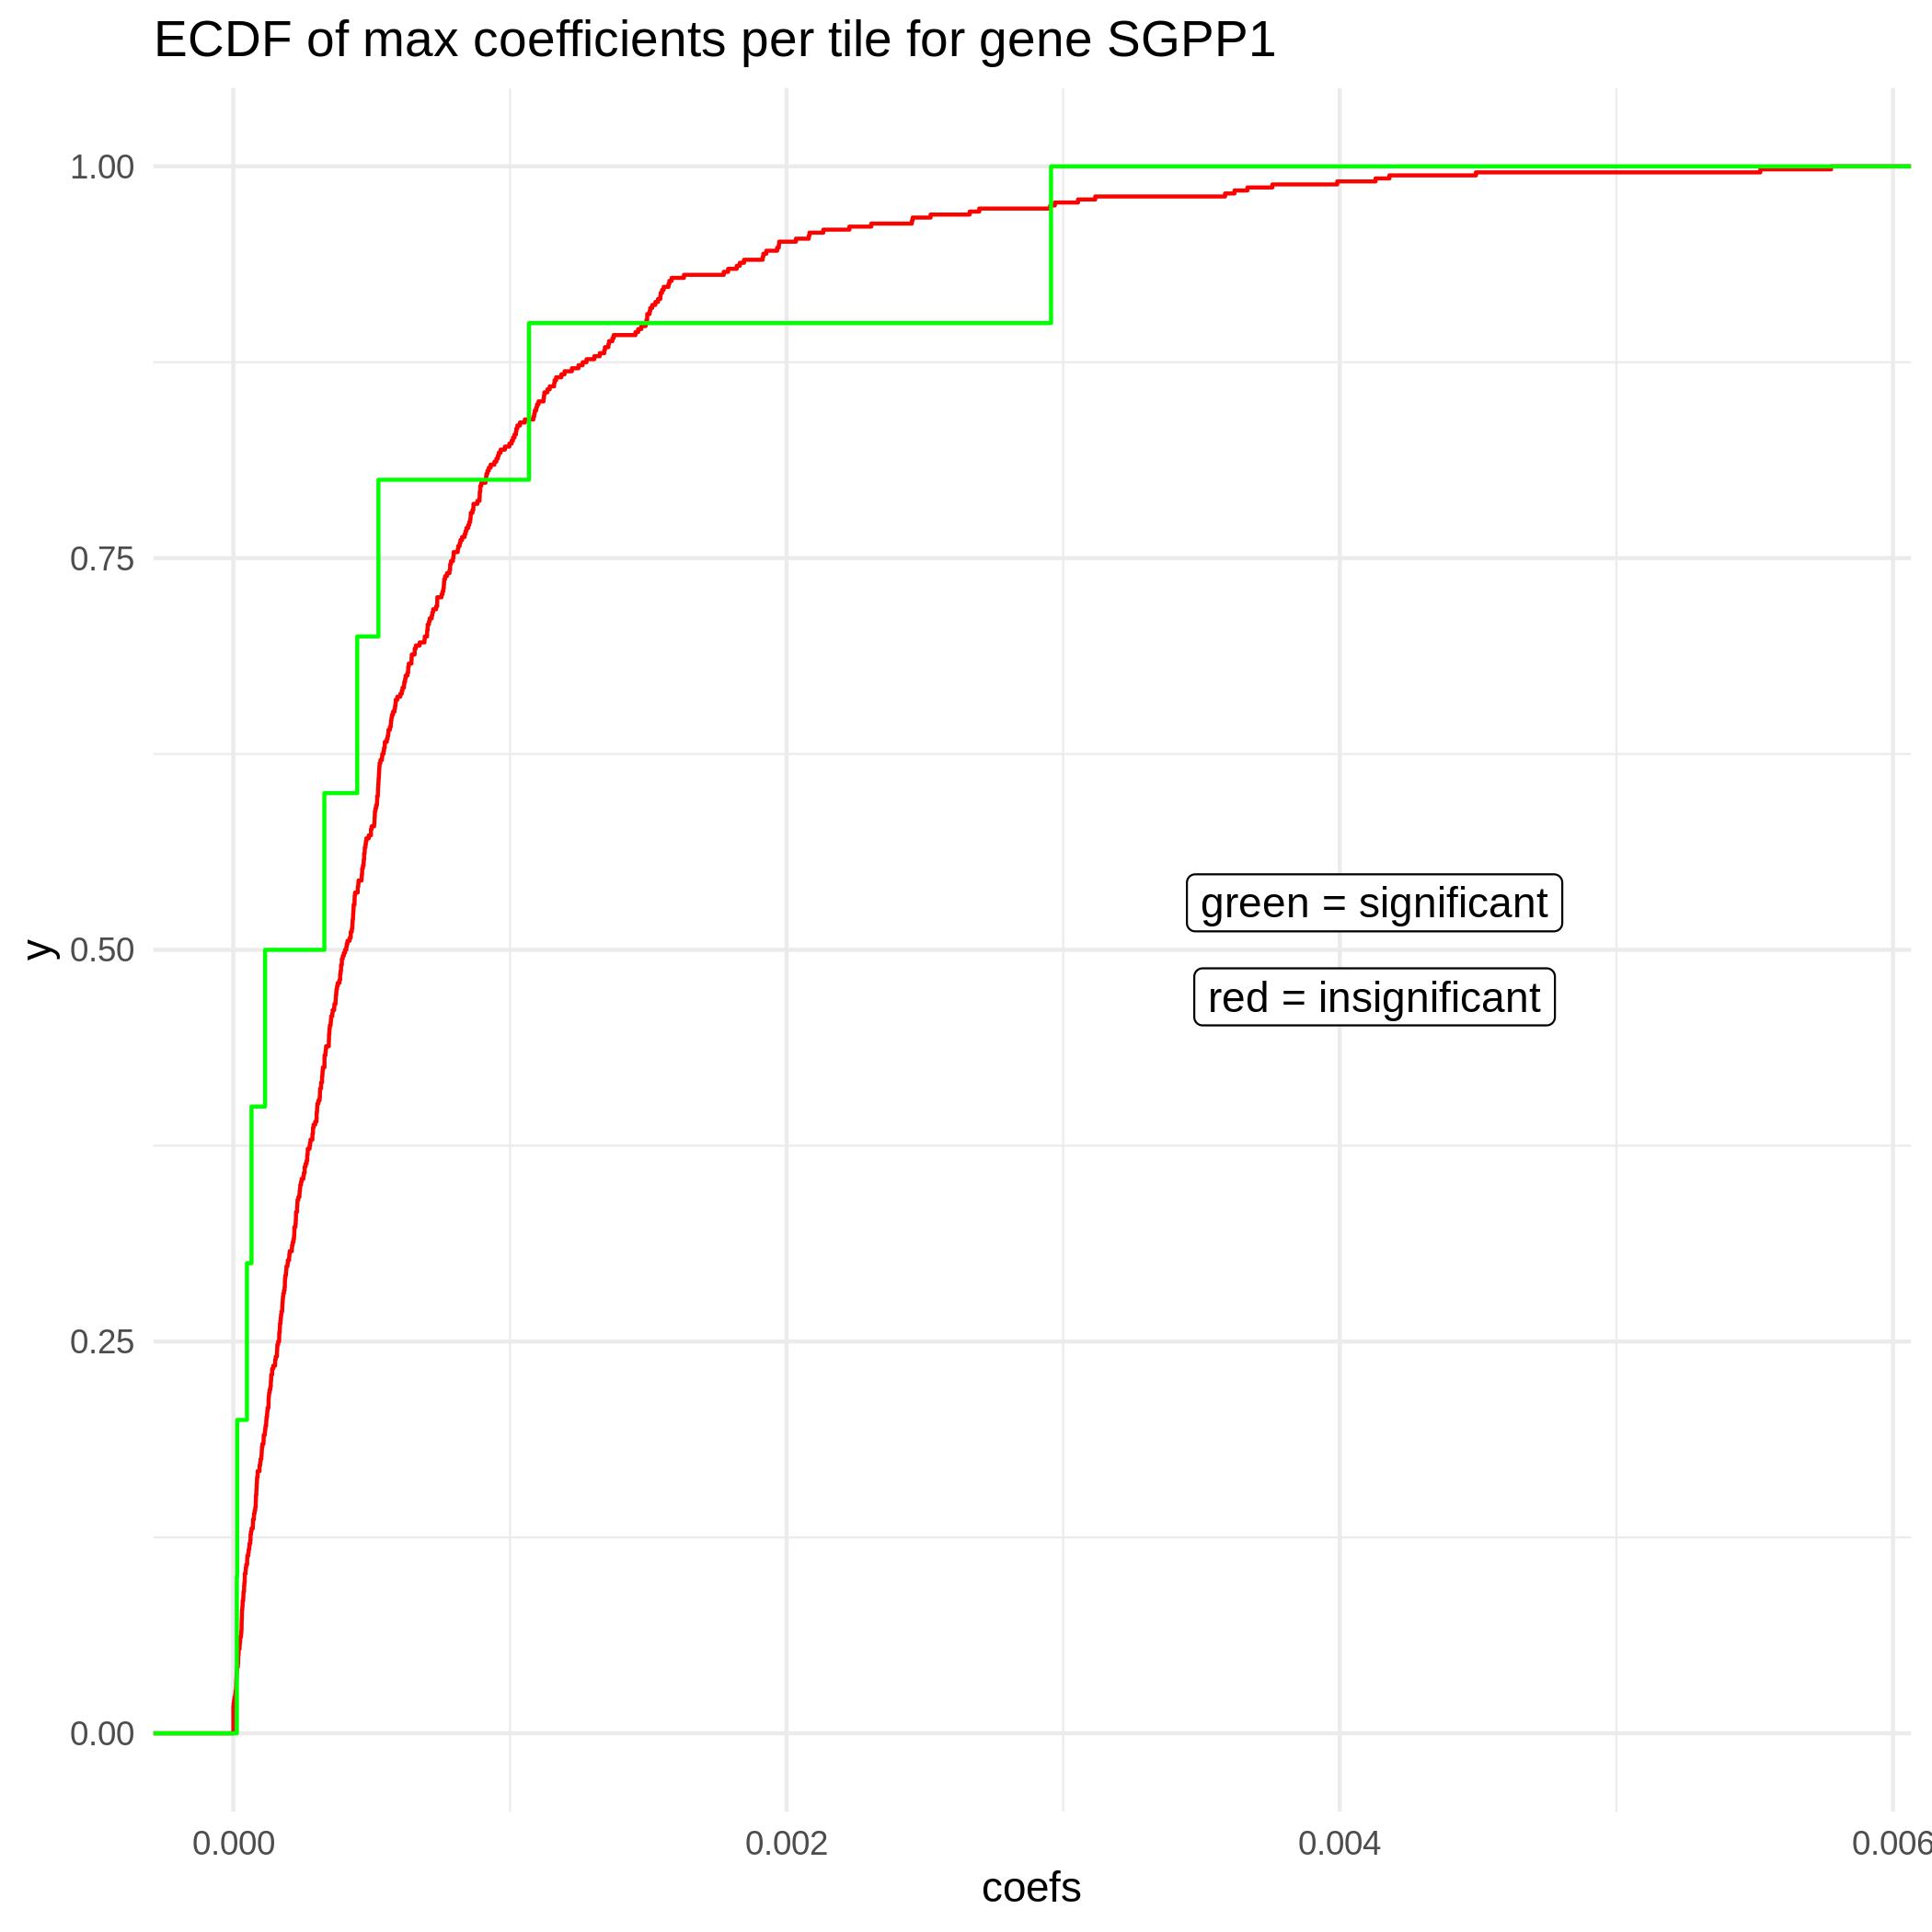 ECDF of max coefficients per tile for gene SGPP1
1.00
0.75
0.50
0.25
0.00
y
green = significant
red = insignificant
0.000
0.002
0.004
0.006
coefs